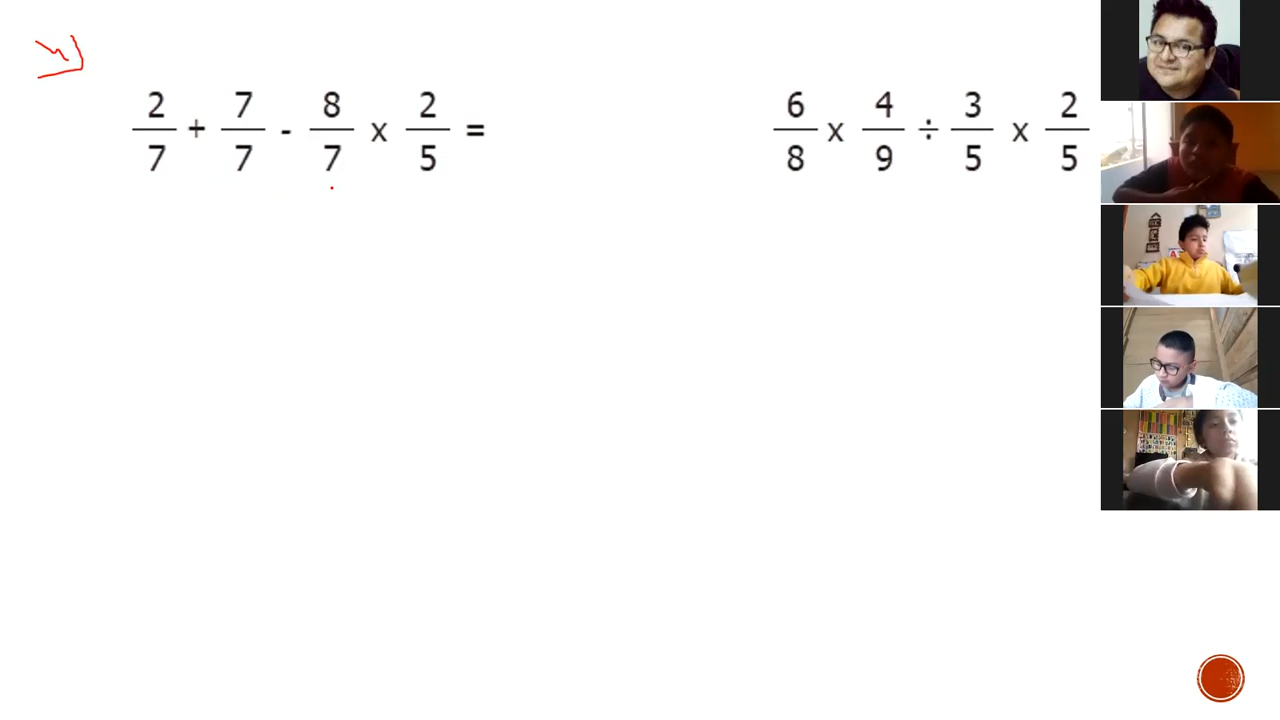 2/7 + 7/7 - 8/7 x 2/5 =
6/8 x 4/9 ÷ 3/5 x 2/5